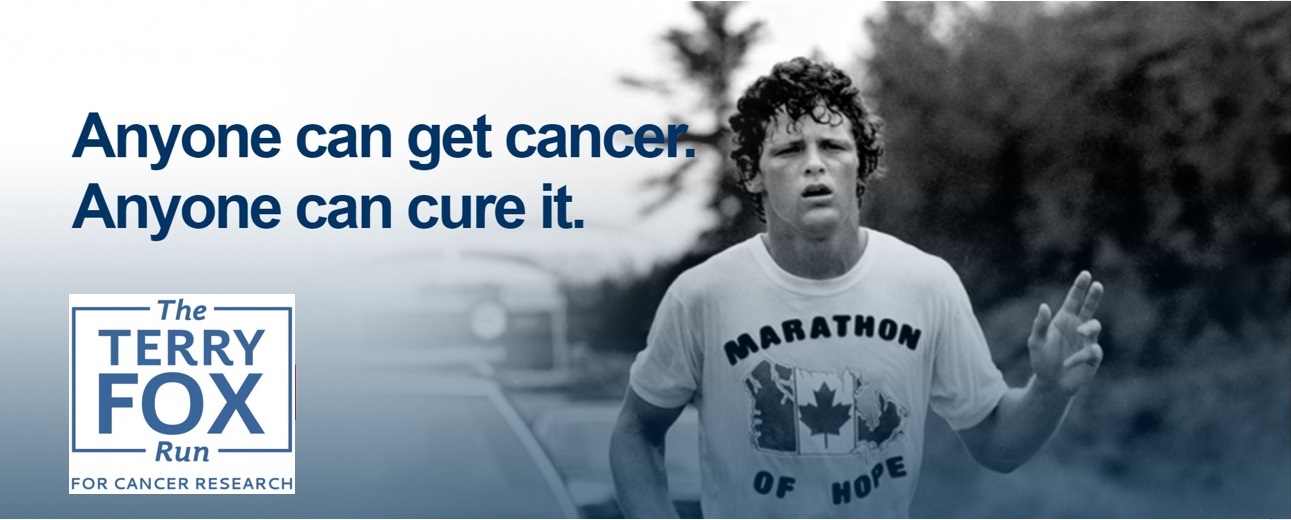 Anyone can get cancer.
Anyone can cure it.
The
TERRY
FOX
Run
FOR CANCER RESEARCH
MARATHON
OF HOPE